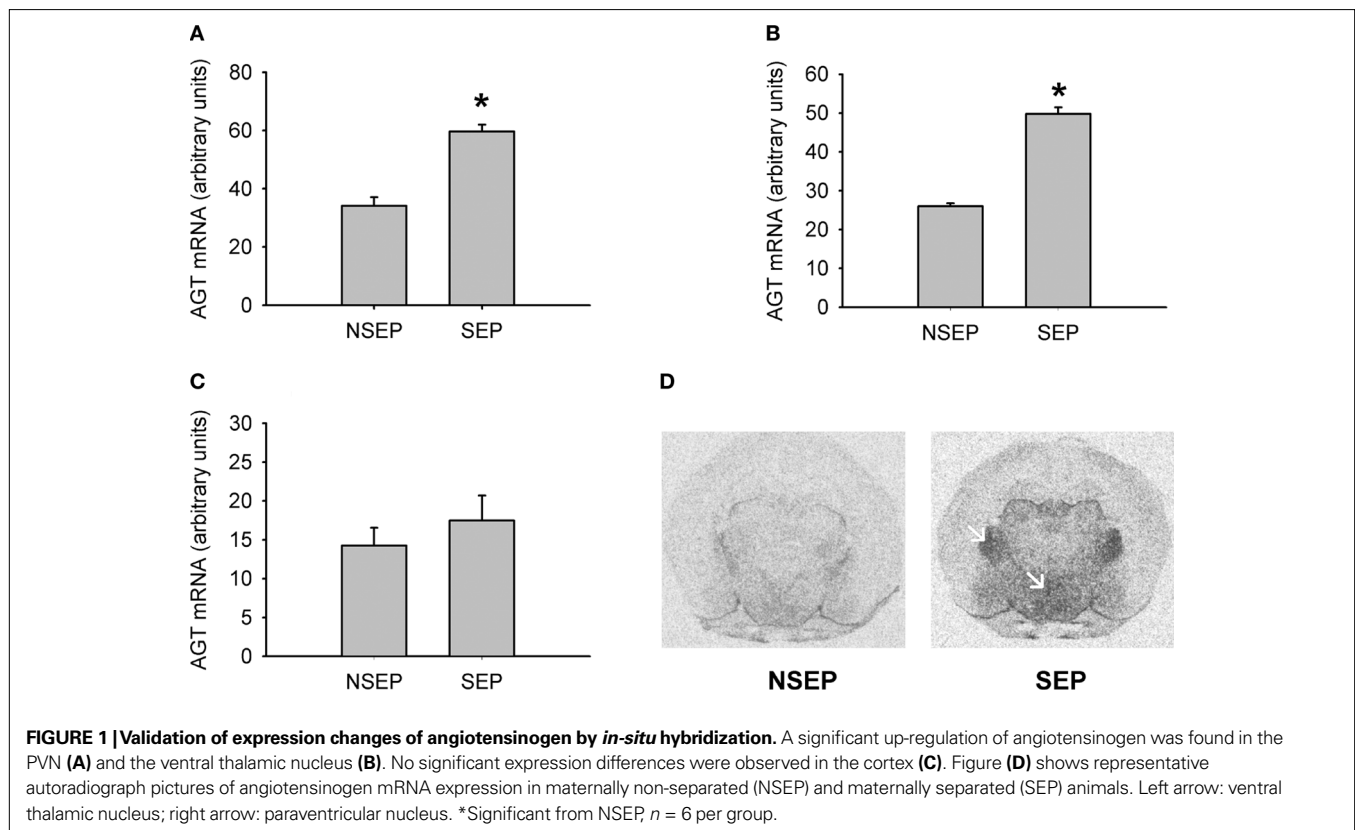 A
AGT mRNA (arbitrary units)
80
60
40
20
0
*
NSEP SEP
B
AGT mRNA (arbitrary units)
60
50
40
30
20
10
0
*
NSEP SEP
C
AGT mRNA (arbitrary units)
30
25
20
15
10
5
0
NSEP SEP
D
NSEP SEP
FIGURE 1 | Validation of expression changes of angiotensinogen by in-situ hybridization. A significant up-regulation of angiotensinogen was found in the
PVN (A) and the ventral thalamic nucleus (B). No significant expression differences were observed in the cortex (C). Figure (D) shows representative
autoradiograph pictures of angiotensinogen mRNA expression in maternally non-separated (NSEP) and maternally separated (SEP) animals. Left arrow: ventral
thalamic nucleus; right arrow: paraventricular nucleus. *Significant from NSEP, n = 6 per group.